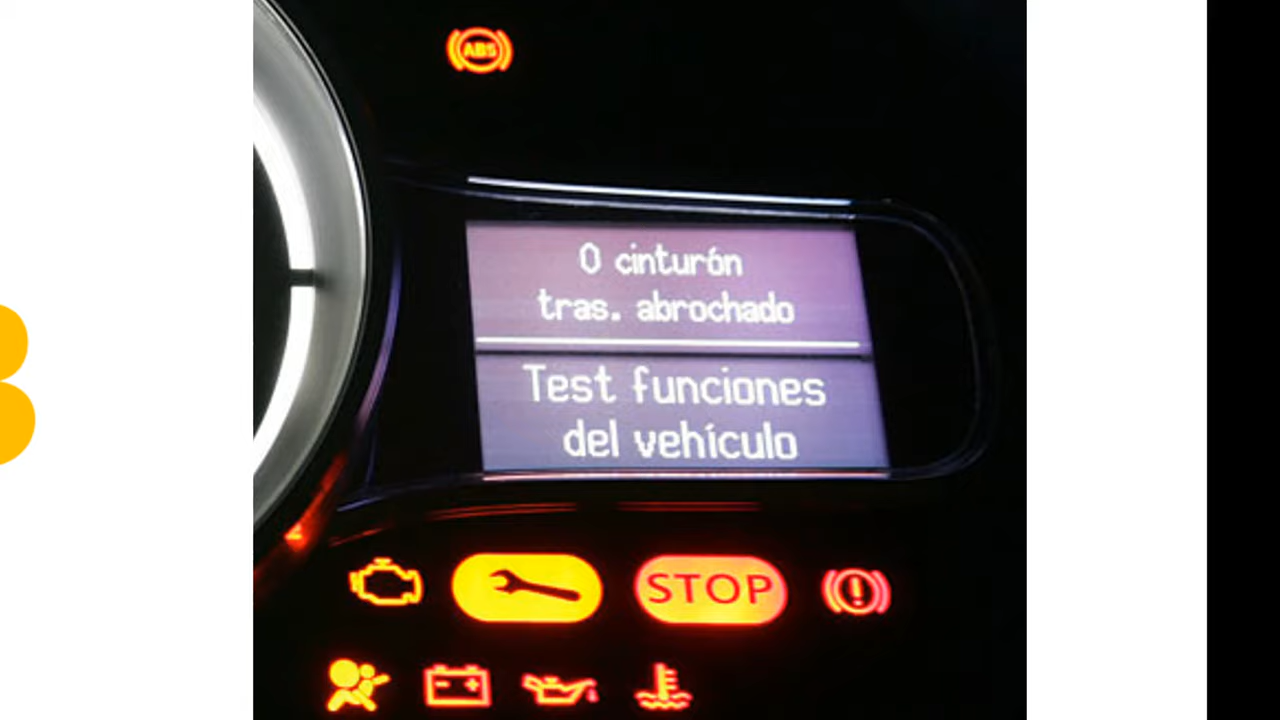 ABS
0 cinturón
tras. abrochado
Test funciones
del vehículo
STOP